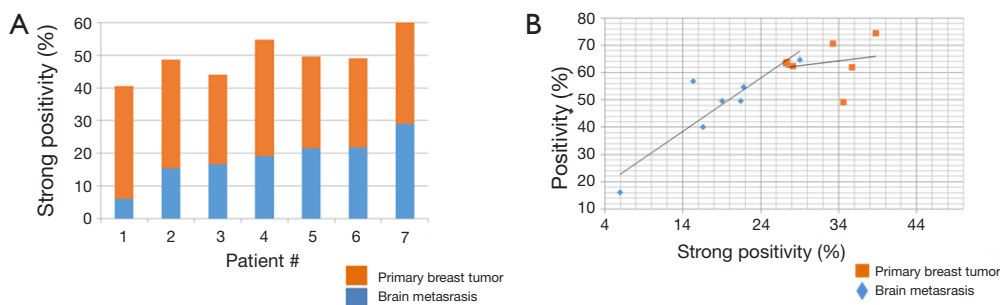 A
Strong positivity (%)
60
50
40
30
20
10
0
1 2 3 4 5 6 7
Patient #
Primary breast tumor
Brain metasrasis
B
Positivity (%)
80
70
60
50
40
30
20
10
4 14 24 34 44
Strong positivity (%)
Primary breast tumor
Brain metasrasis